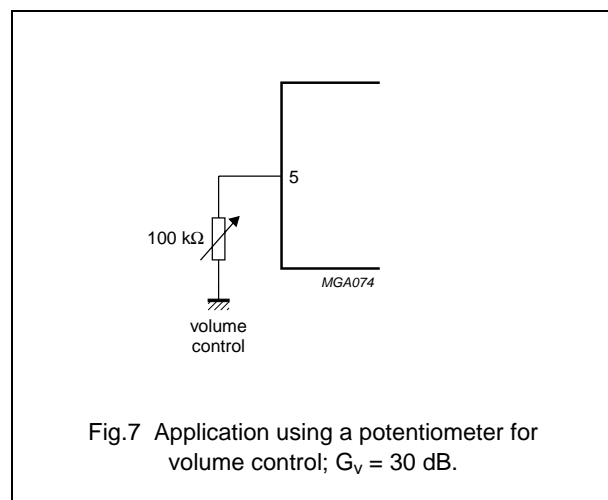 5
100 kΩ
MGA074
volume
control
Fig.7 Application using a potentiometer for
volume control; Gv = 30 dB.